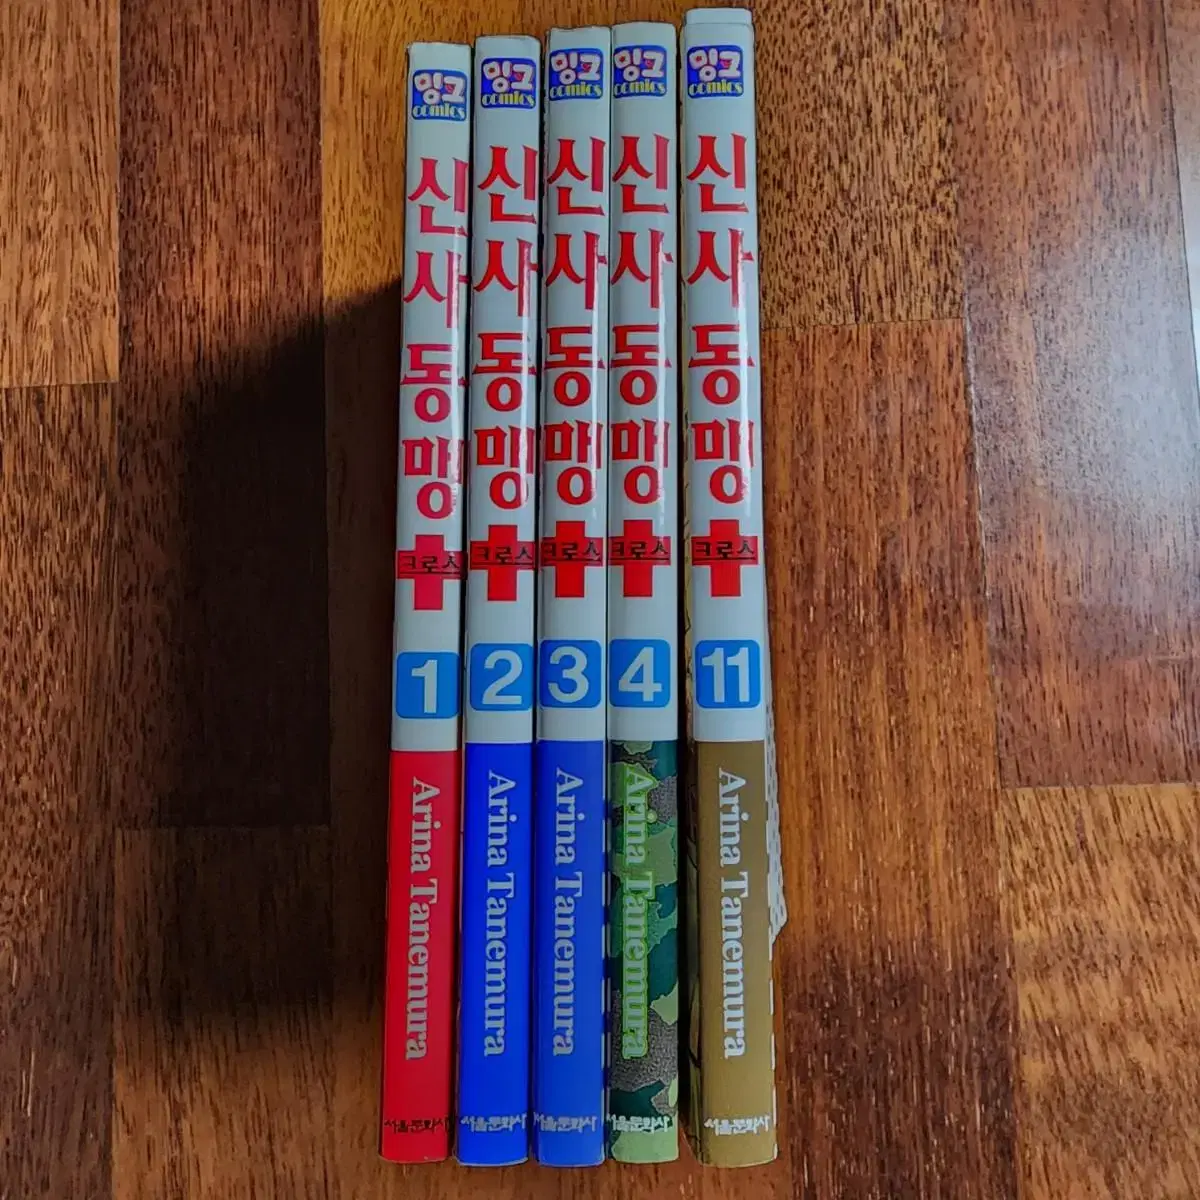 밍크
comics
신사동맹
크로스
1
Arina Tanemura
서울문화사
밍크
comics
신사동맹
크로스
2
Arina Tanemura
서울문화사
밍크
comics
신사동맹
크로스
3
Arina Tanemura
서울문화사
밍크
comics
신사동맹
크로스
4
Arina Tanemura
서울문화사
밍크
comics
신사동맹
크로스
11
Arina Tanemura
서울문화사